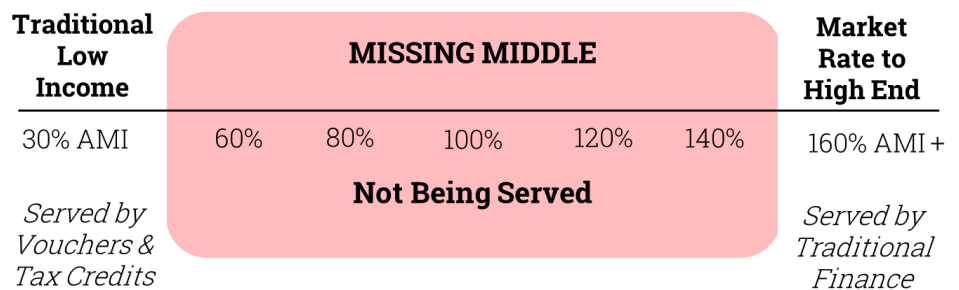 Traditional
Low
Income
MISSING MIDDLE
Market
Rate to
High End
30% AMI
60%
80%
100%
120%
140%
160% AMI +
Not Being Served
Served by
Vouchers &
Tax Credits
Served by
Traditional
Finance